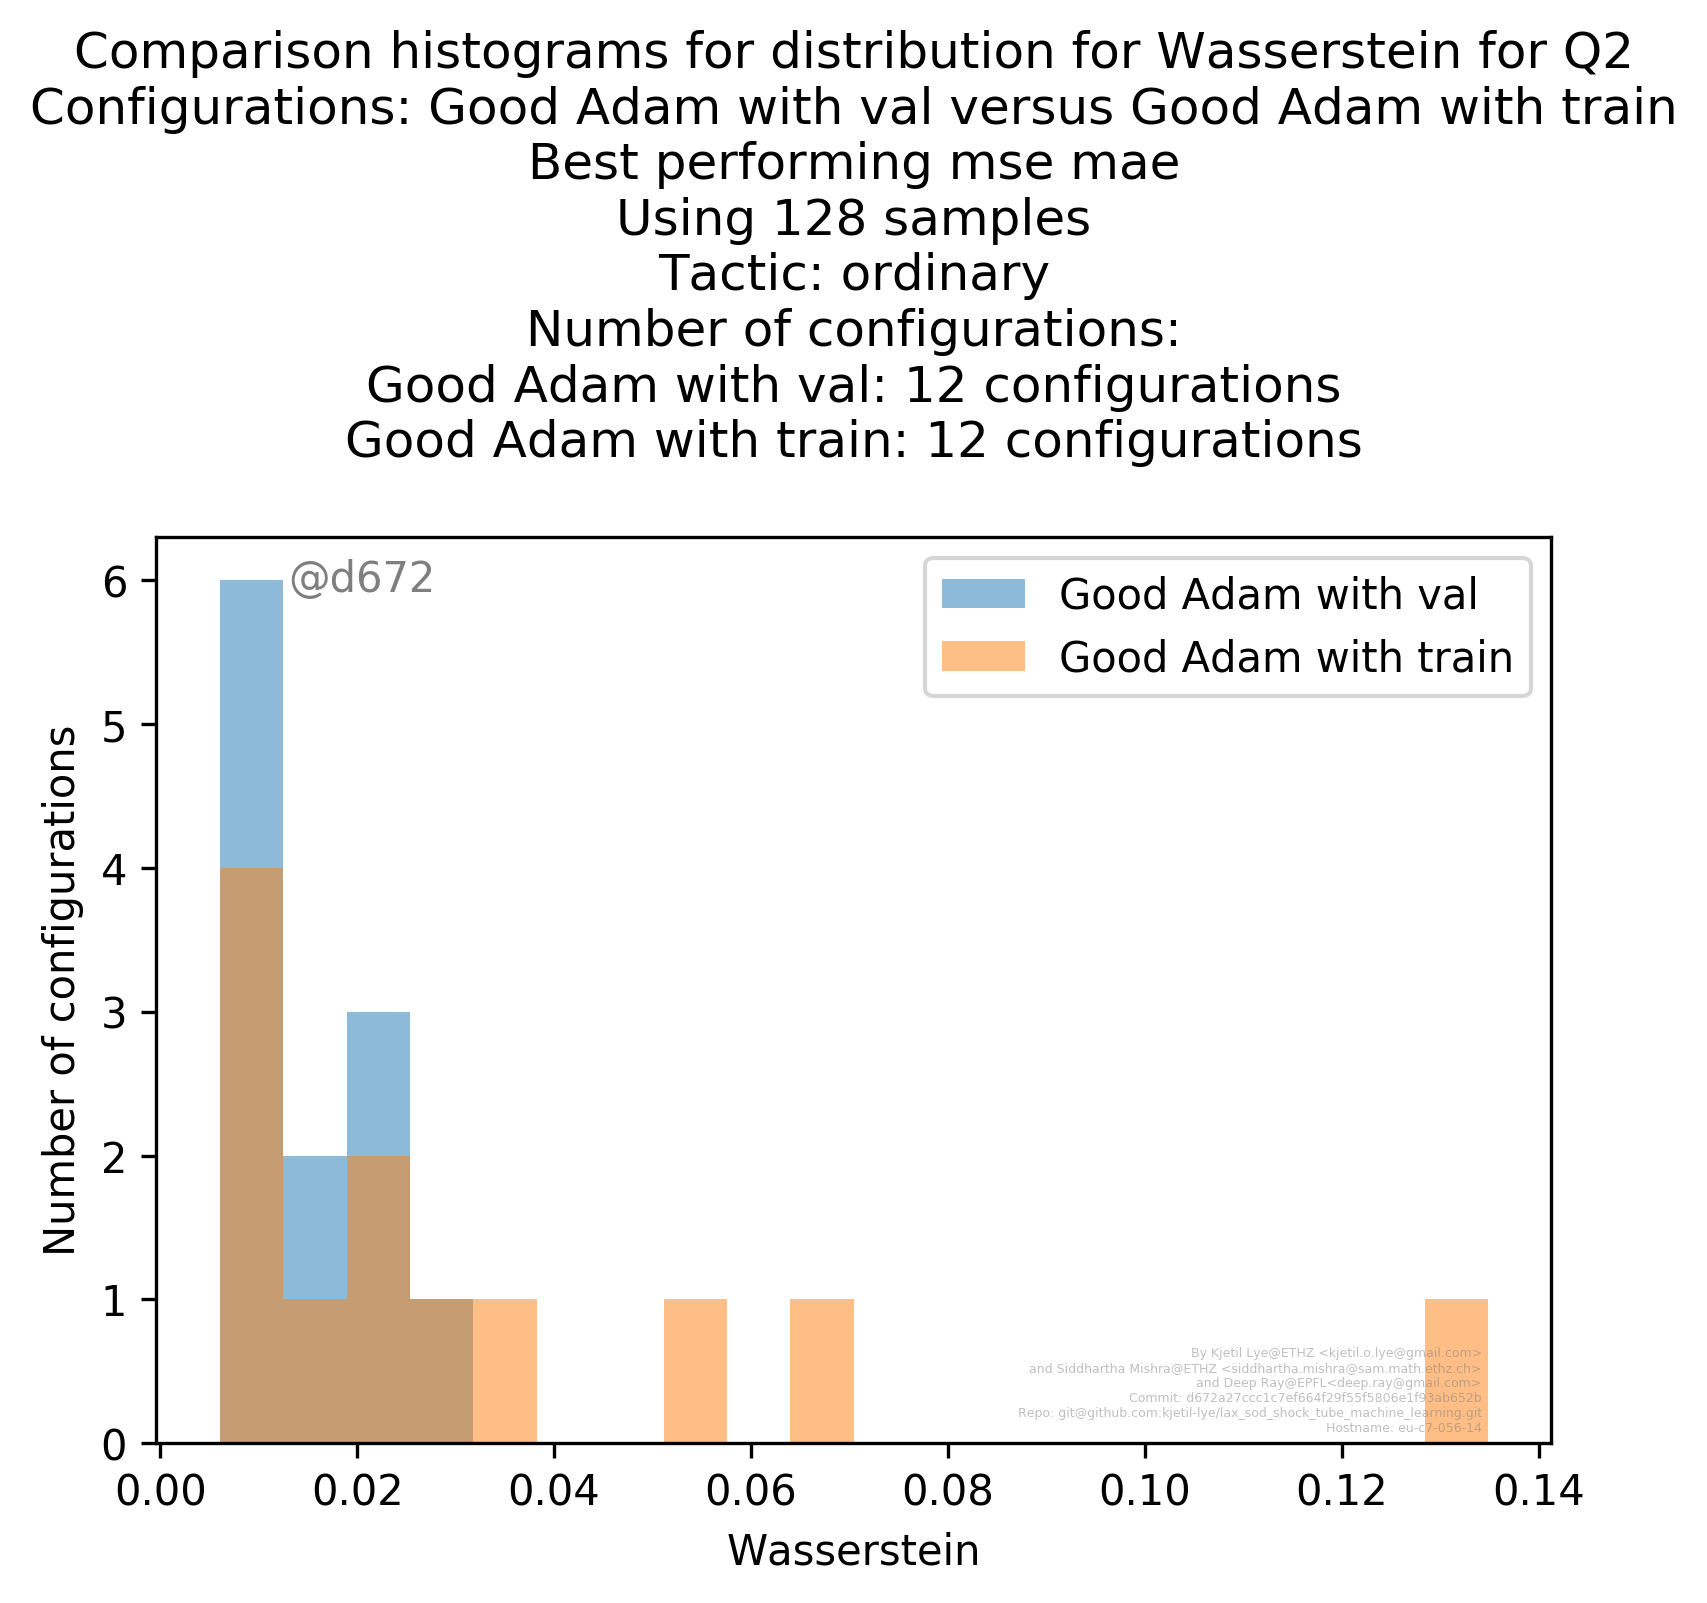 Comparison histograms for distribution for Wasserstein for Q2
Configurations: Good Adam with val versus Good Adam with train
Best performing mse mae
Using 128 samples
Tactic: ordinary
Number of configurations:
Good Adam with val: 12 configurations
Good Adam with train: 12 configurations
@d672
Good Adam with val
Good Adam with train
6
5
4
3
2
1
0
Number of configurations
By Kjetil Lye@ETHZ <kjetil.o.lye@gmail.com>
and Siddhartha Mishra@ETHZ <siddhartha.mishra@sam.math.ethz.ch>
and Deep Ray@EPFL<deep.ray@gmail.com>
Commit: d672a27ccc1c7ef664f29f55f5806e1f93ab652b
Repo: git@github.com:kjetil-lye/lax_sod_shock_tube_machine_learning.git
Hostname: eu-c7-056-14
0.00 0.02 0.04 0.06 0.08 0.10 0.12 0.14
Wasserstein